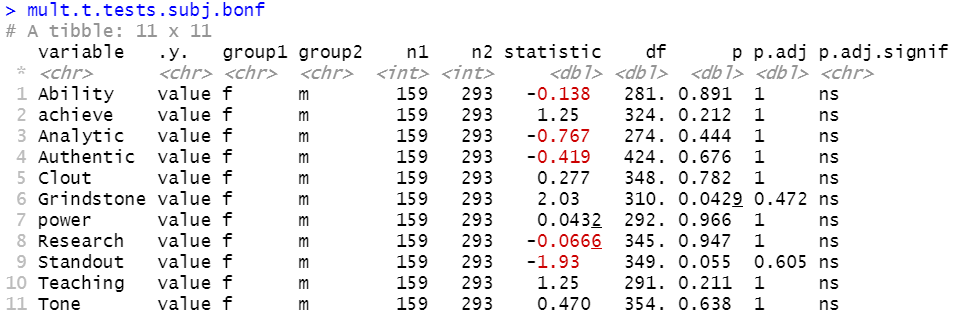 > mult.t.tests.subj.bonf
# A tibble: 11 x 11
   variable   .y.   group1 group2    n1    n2 statistic    df      p p.adj p.adj.signif
 * <chr>      <chr> <chr>  <chr>  <int> <int>     <dbl> <dbl>  <dbl> <dbl> <chr>
 1 Ability    value f      m        159   293   -0.138   281. 0.891  1     ns
 2 achieve    value f      m        159   293    1.25    324. 0.212  1     ns
 3 Analytic   value f      m        159   293   -0.767   274. 0.444  1     ns
 4 Authentic  value f      m        159   293   -0.419   424. 0.676  1     ns
 5 Clout      value f      m        159   293    0.277   348. 0.782  1     ns
 6 Grindstone value f      m        159   293    2.03    310. 0.0429 0.472 ns
 7 power      value f      m        159   293    0.0432  292. 0.966  1     ns
 8 Research   value f      m        159   293   -0.0666  345. 0.947  1     ns
 9 Standout   value f      m        159   293   -1.93    349. 0.055  0.605 ns
10 Teaching   value f      m        159   293    1.25    291. 0.211  1     ns
11 Tone       value f      m        159   293    0.470   354. 0.638  1     ns